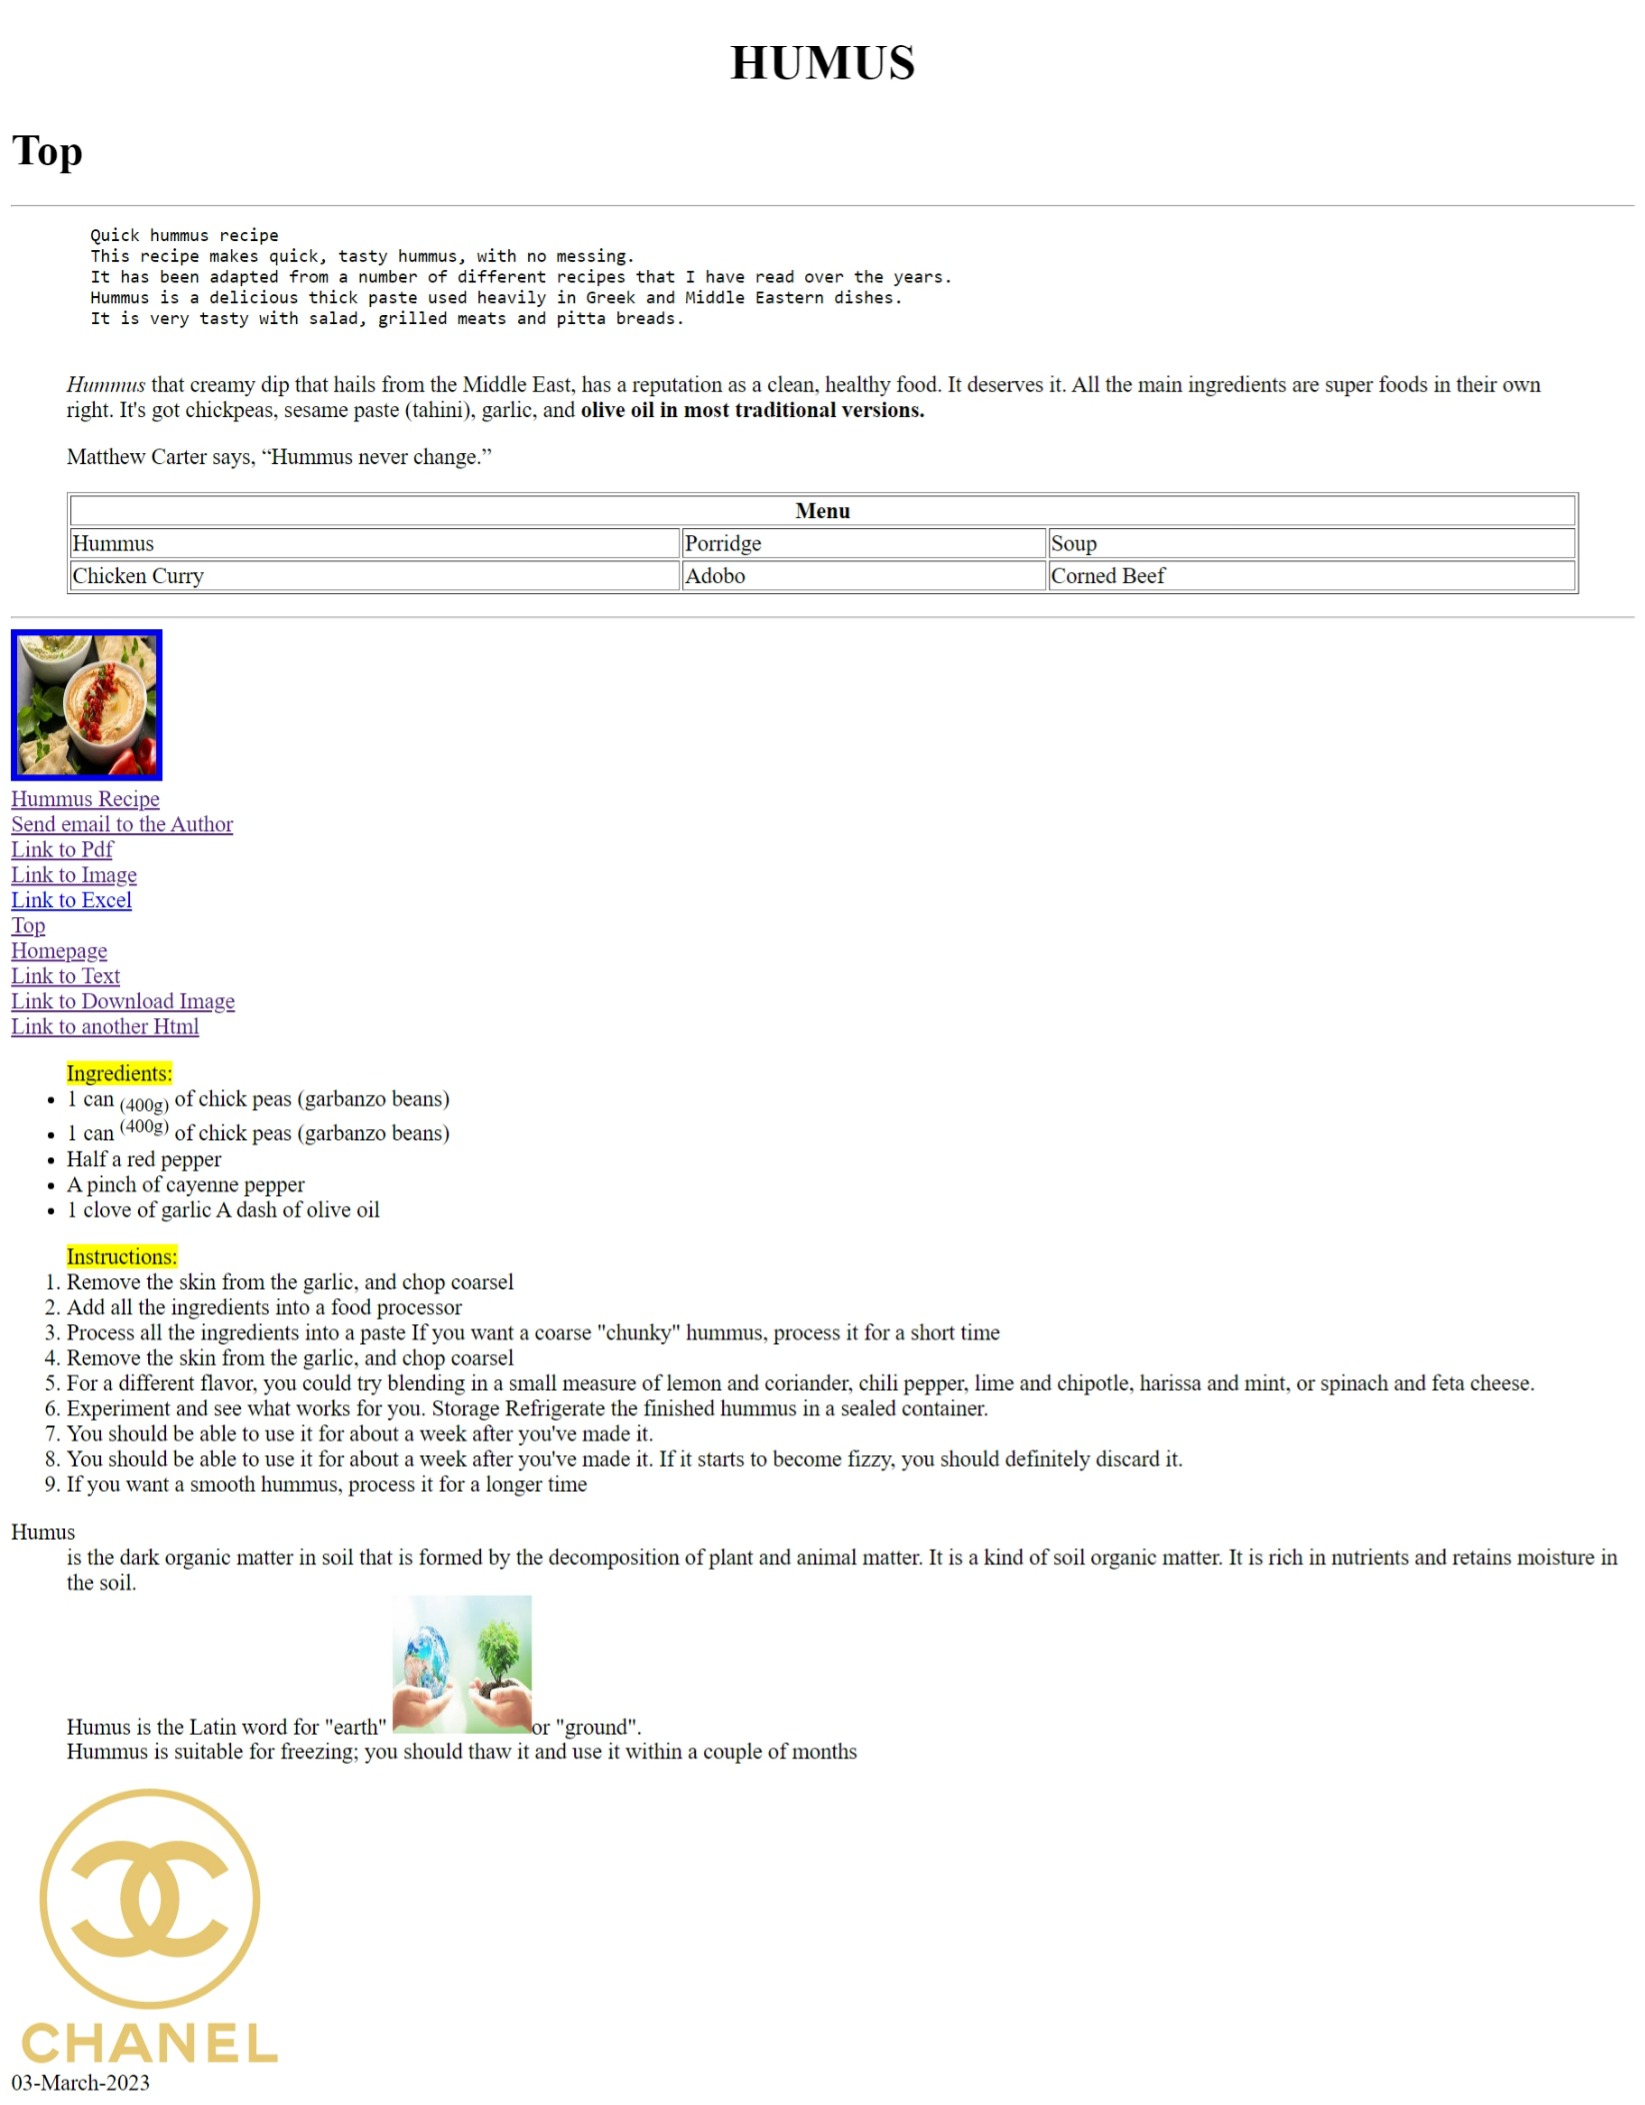 HUMUS
Top
Quick hummus recipe
This recipe makes quick, tasty hummus, with no messing.
It has been adapted from a number of different recipes that I have read over the years.
Hummus is a delicious thick paste used heavily in Greek and Middle Eastern dishes.
It is very tasty with salad, grilled meats and pitta breads.
Hummus that creamy dip that hails from the Middle East, has a reputation as a clean, healthy food. It deserves it. All the main ingredients are super foods in their own
right. It's got chickpeas, sesame paste (tahini), garlic, and olive oil in most traditional versions.
Matthew Carter says, “Hummus never change.”
Menu
Hummus Porridge Soup
Chicken Curry Adobo Corned Beef
Hummus Recipe
Send email to the Author
Link to Pdf
Link to Image
Link to Excel
Top
Homepage
Link to Text
Link to Download Image
Link to another Html
Ingredients:
• 1 can (400g) of chick peas (garbanzo beans)
• 1 can (400g) of chick peas (garbanzo beans)
• Half a red pepper
• A pinch of cayenne pepper
• 1 clove of garlic A dash of olive oil
Instructions:
1. Remove the skin from the garlic, and chop coarsel
2. Add all the ingredients into a food processor
3. Process all the ingredients into a paste If you want a coarse "chunky" hummus, process it for a short time
4. Remove the skin from the garlic, and chop coarsel
5. For a different flavor, you could try blending in a small measure of lemon and coriander, chili pepper, lime and chipotle, harissa and mint, or spinach and feta cheese.
6. Experiment and see what works for you. Storage Refrigerate the finished hummus in a sealed container.
7. You should be able to use it for about a week after you've made it.
8. You should be able to use it for about a week after you've made it. If it starts to become fizzy, you should definitely discard it.
9. If you want a smooth hummus, process it for a longer time
Humus
is the dark organic matter in soil that is formed by the decomposition of plant and animal matter. It is a kind of soil organic matter. It is rich in nutrients and retains moisture in
the soil.
Humus is the Latin word for "earth" or "ground".
Hummus is suitable for freezing; you should thaw it and use it within a couple of months
CHANEL
03-March-2023